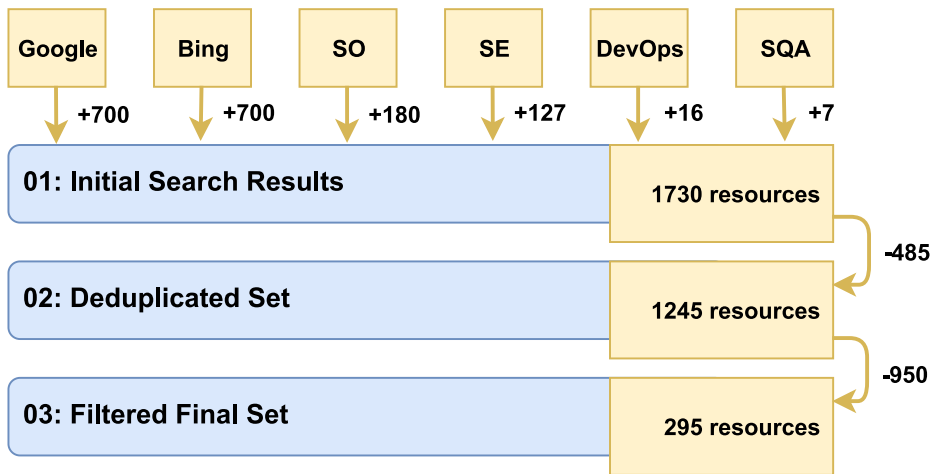 Google
Bing
SO
SE
DevOps
SQA
+700
+700
+180
+127
+16
+7
01: Initial Search Results
1730 resources
-485
02: Deduplicated Set
1245 resources
-950
03: Filtered Final Set
295 resources